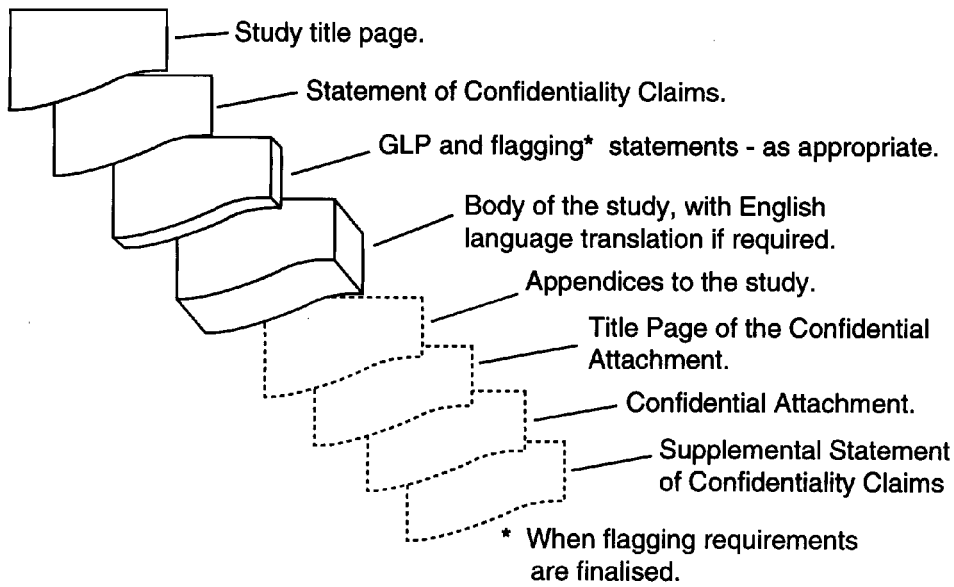 Study title page.
Statement of Confidentiality Claims.
GLP and flagging* statements - as appropriate.
Body of the study, with English
language translation if required.
Appendices to the study.
Title Page of the Confidential
Attachment.
Confidential Attachment.
Supplemental Statement
of Confidentiality Claims
* When flagging requirements
are finalised.